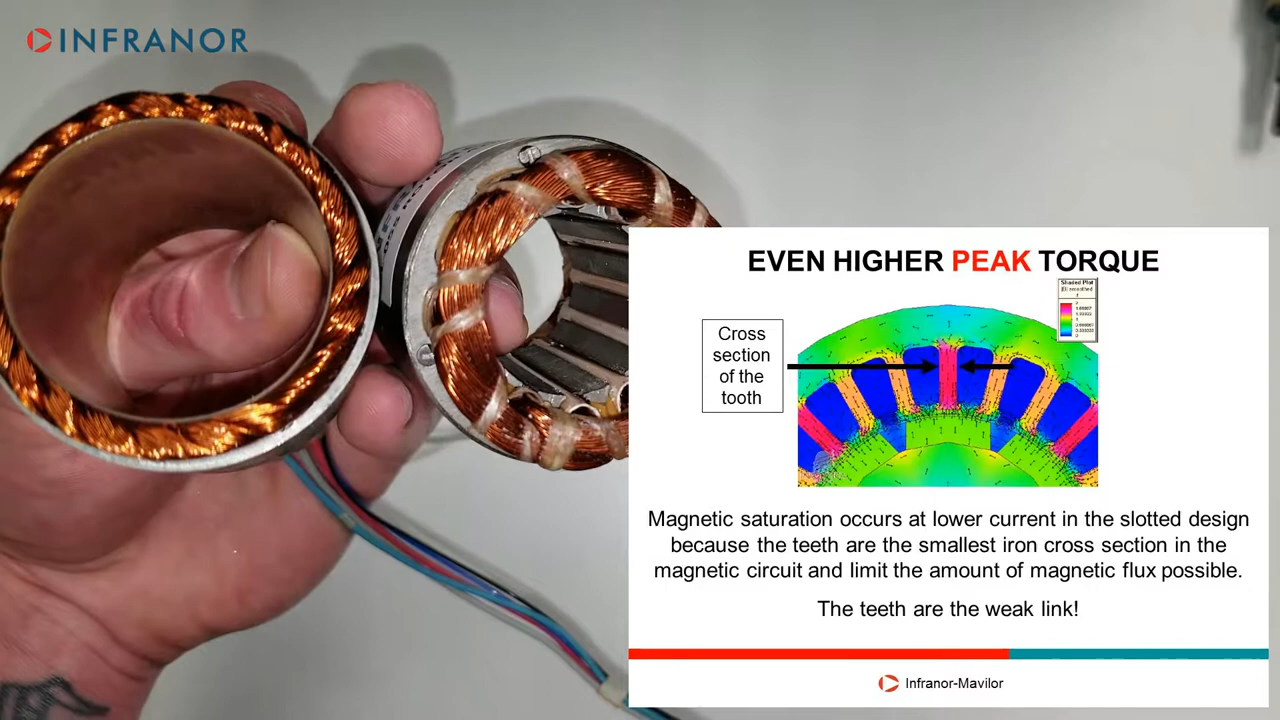 INFRANOR
EVEN HIGHER PEAK TORQUE
Shaded Plot
Cross
section
of the
tooth
Magnetic saturation occurs at lower current in the slotted design
because the teeth are the smallest iron cross section in the
magnetic circuit and limit the amount of magnetic flux possible.
The teeth are the weak link!
Infranor-Mavilor